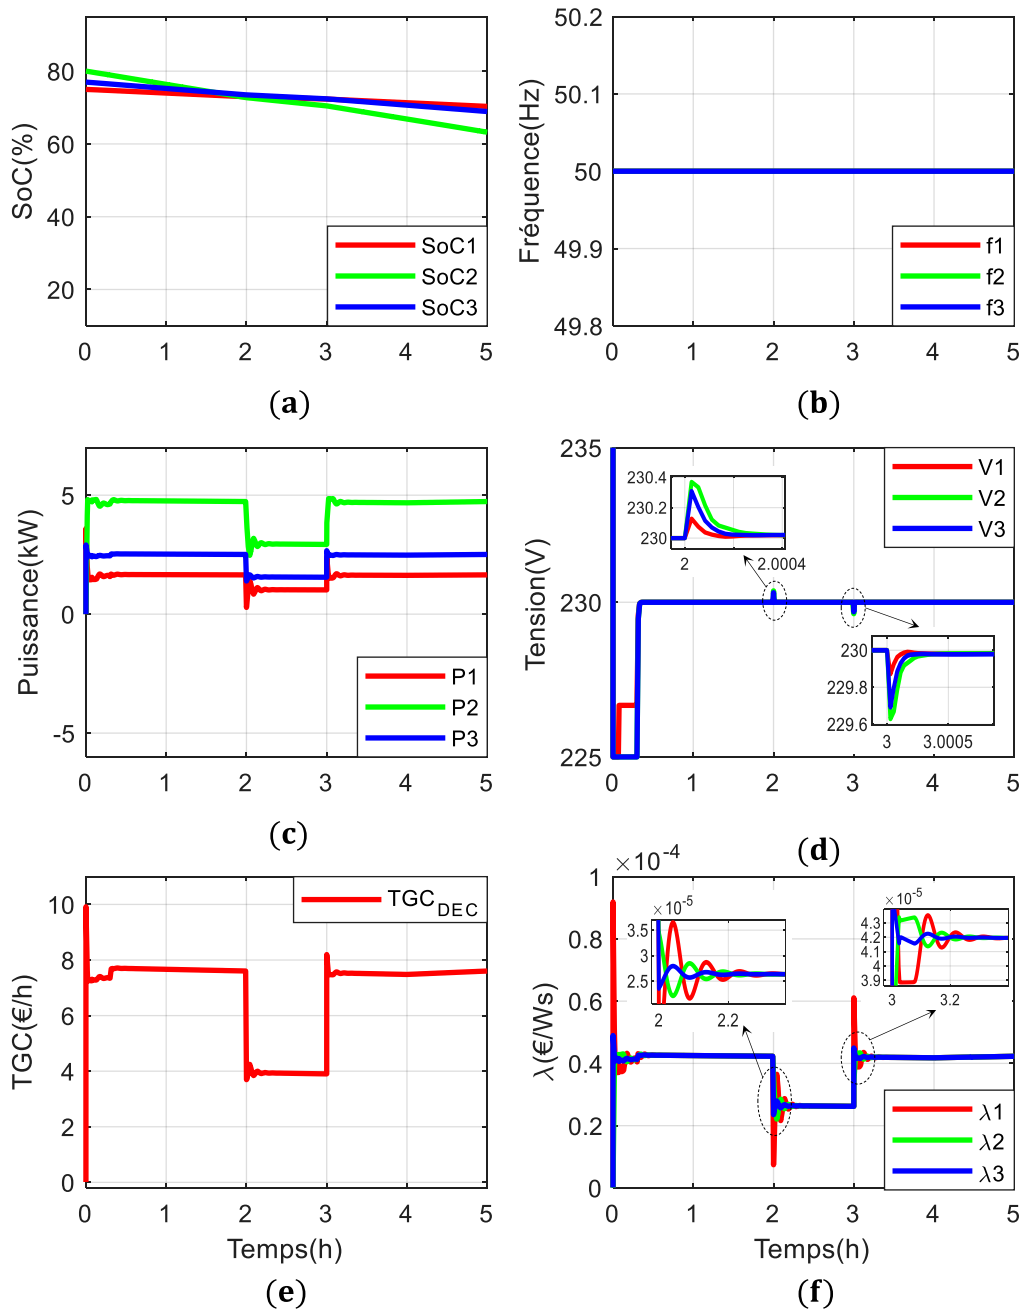 80
60
40
20
0
1
2
3
4
5
SoC(%)
SoC1
SoC2
SoC3
(a)
50.2
50.1
50
49.9
49.8
0
1
2
3
4
5
Fréquence(Hz)
f1
f2
f3
(b)
5
0
-5
0
1
2
3
4
5
Puissance(kW)
P1
P2
P3
(c)
235
230
225
0
1
2
3
4
5
Tension(V)
V1
V2
V3
230.4
230.2
230
2
2.0004
230
229.8
229.6
3
3.0005
(d)
10
8
6
4
2
0
0
1
2
3
4
5
TGC(€/h)
TGC_DEC
Temps(h)
(e)
×10-4
1
0.8
0.6
0.4
0.2
0
0
1
2
3
4
5
λ(€/Ws)
×10-5
3.5
3
2.5
2
2.2
×10-5
4.3
4.2
4.1
4
3.9
3
3.2
λ1
λ2
λ3
Temps(h)
(f)